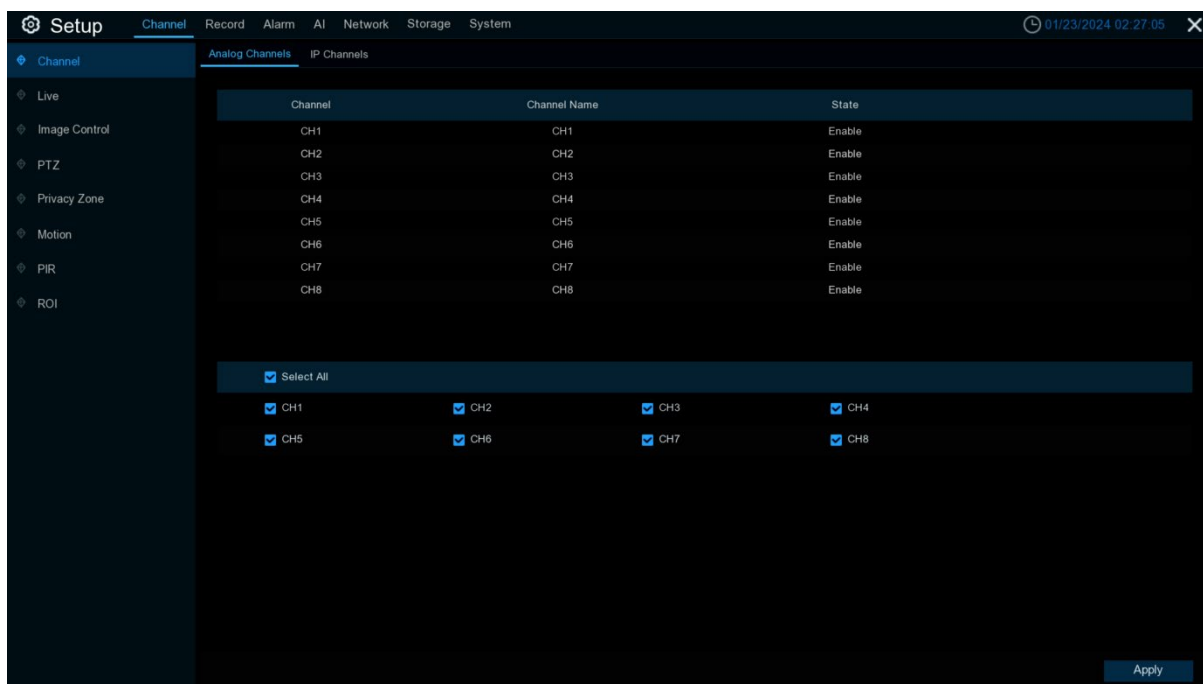 Setup Channel Record Alarm AI Network Storage System 01/23/2024 02:27:05
Channel
Live
Image Control
PTZ
Privacy Zone
Motion
PIR
ROI
Analog Channels IP Channels
Channel Channel Name State
CH1 CH1 Enable
CH2 CH2 Enable
CH3 CH3 Enable
CH4 CH4 Enable
CH5 CH5 Enable
CH6 CH6 Enable
CH7 CH7 Enable
CH8 CH8 Enable
Select All
CH1 CH2 CH3 CH4
CH5 CH6 CH7 CH8
Apply